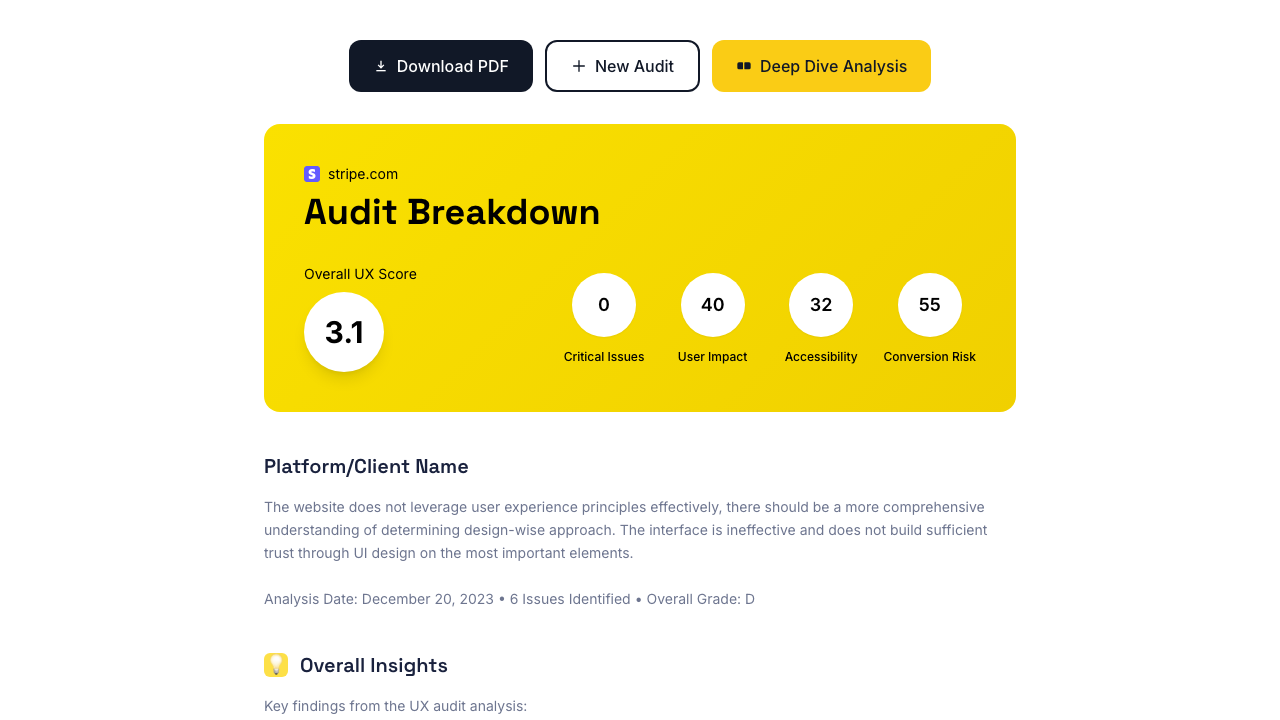 Download PDF
New Audit
Deep Dive Analysis
S stripe.com
Audit Breakdown
Overall UX Score
3.1
0
40
32
55
Critical Issues
User Impact
Accessibility
Conversion Risk
Platform/Client Name
The website does not leverage user experience principles effectively, there should be a more comprehensive
understanding of determining design-wise approach. The interface is ineffective and does not build sufficient
trust through UI design on the most important elements.
Analysis Date: December 20, 2023 • 6 Issues Identified • Overall Grade: D
Overall Insights
Key findings from the UX audit analysis: